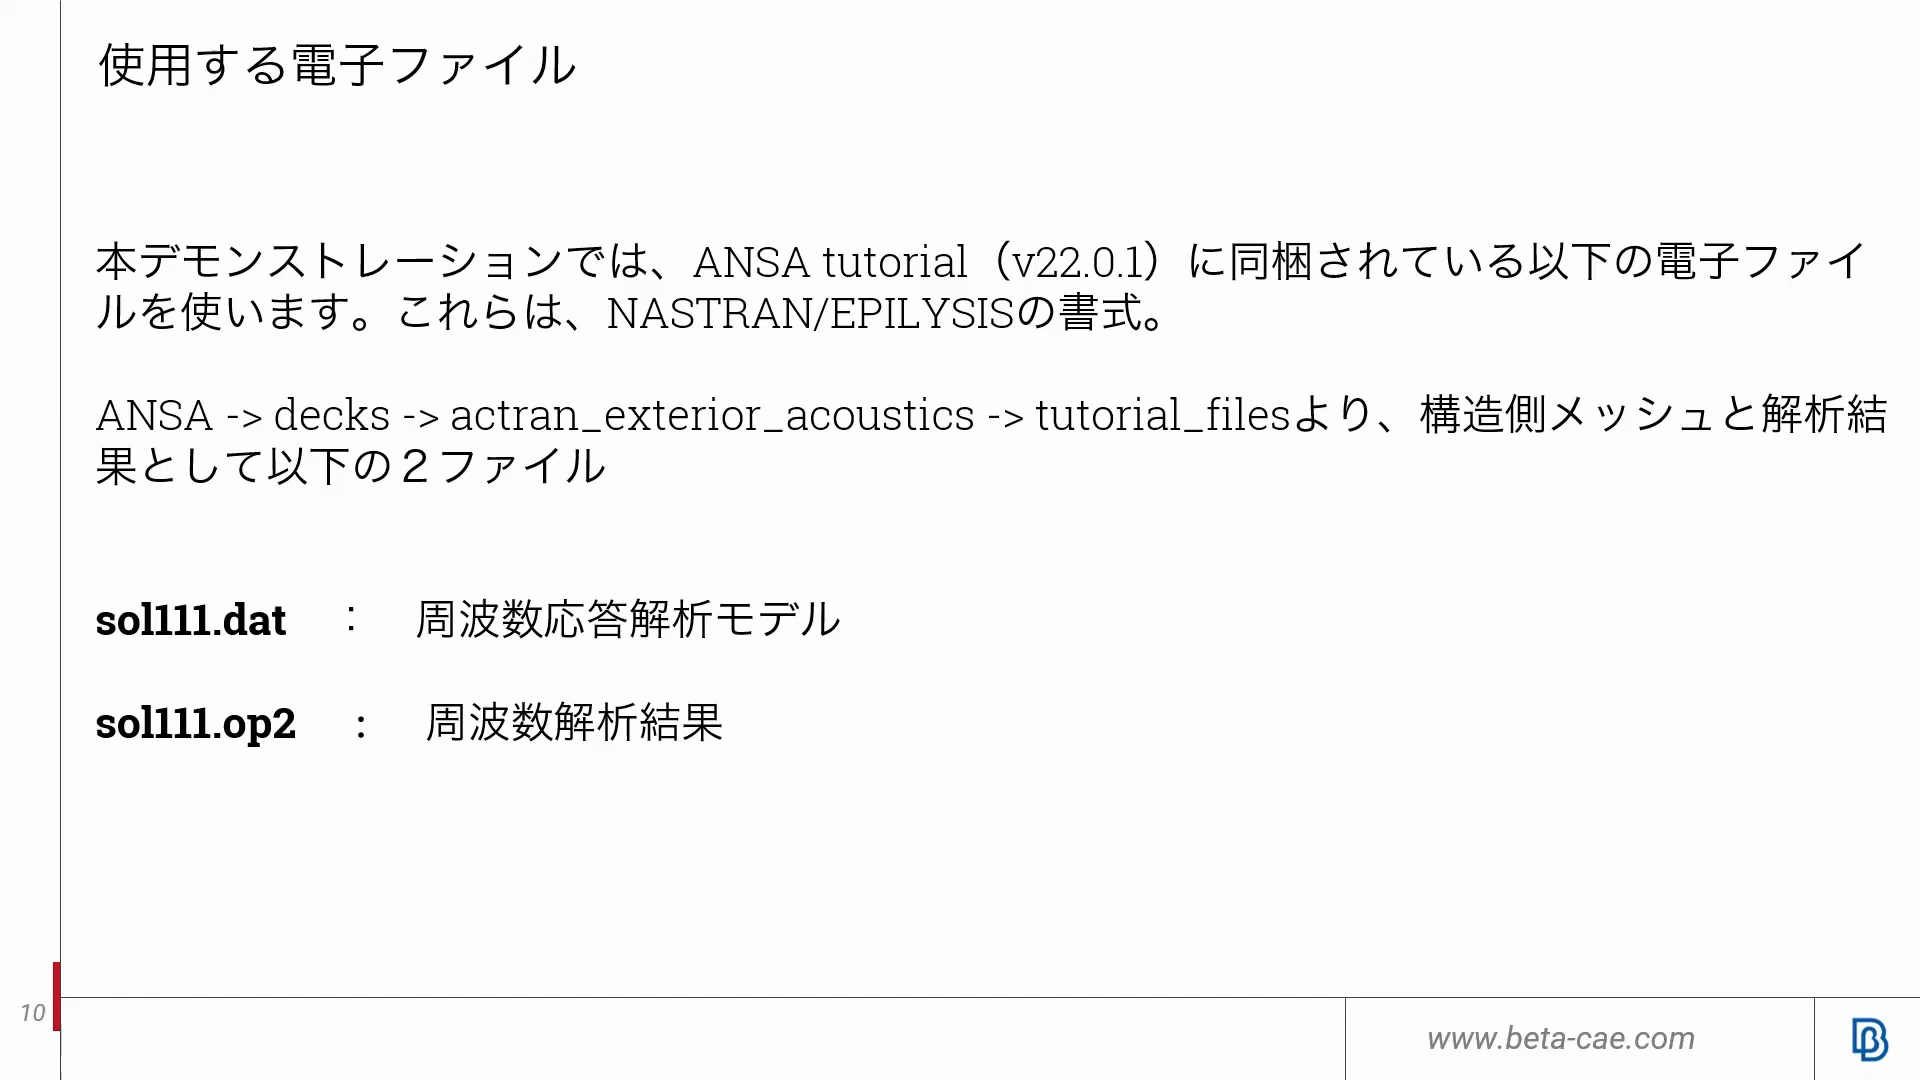 使用する電子ファイル
本デモンストレーションでは、ANSA tutorial（v22.0.1）に同梱されている以下の電子ファイ
ルを使います。これらは、NASTRAN/EPILYSISの書式。
ANSA -> decks -> actran_exterior_acoustics -> tutorial_filesより、構造側メッシュと解析結
果として以下の２ファイル
sol111.dat　：　周波数応答解析モデル
sol111.op2　:　周波数解析結果
10
www.beta-cae.com